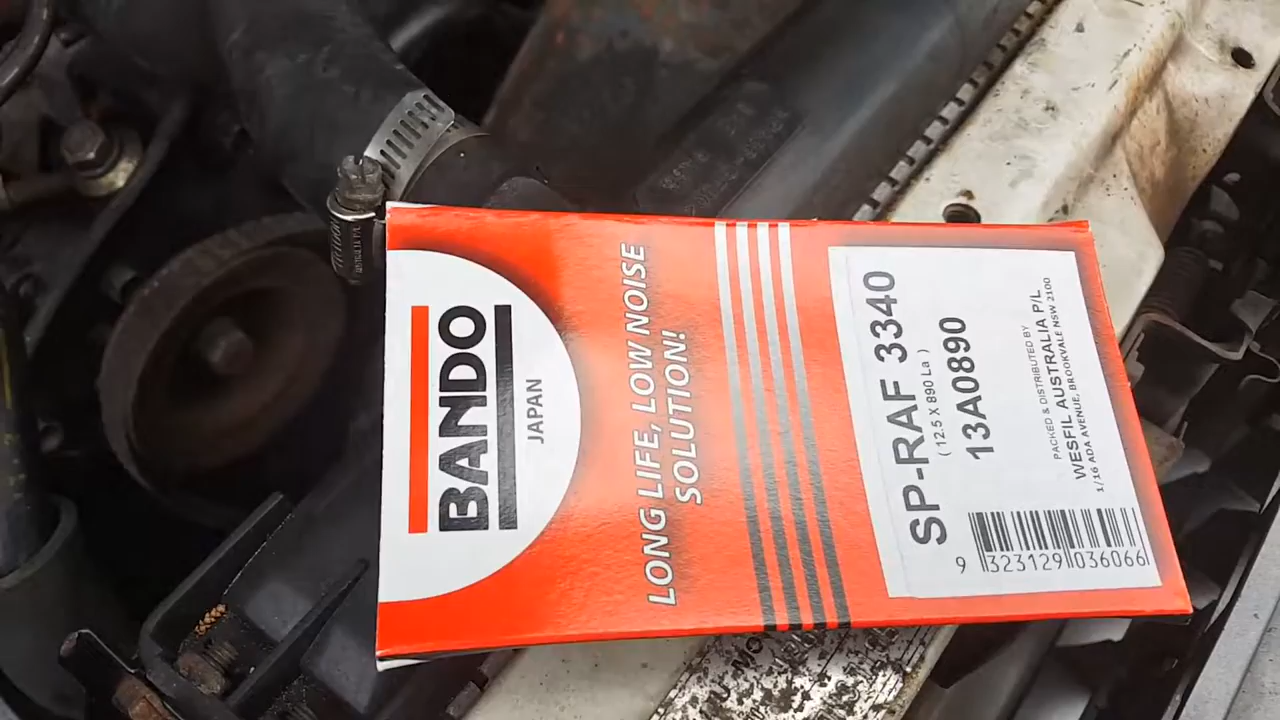 BANDO
JAPAN
LONG LIFE, LOW NOISE
SOLUTION!
SP-RAF 3340
( 12.5 X 890 La )
13A0890
PACKED & DISTRIBUTED BY
WESFIL AUSTRALIA P/L
1/16 ADA AVENUE, BROOKVALE NSW 2100
9 323129 036066